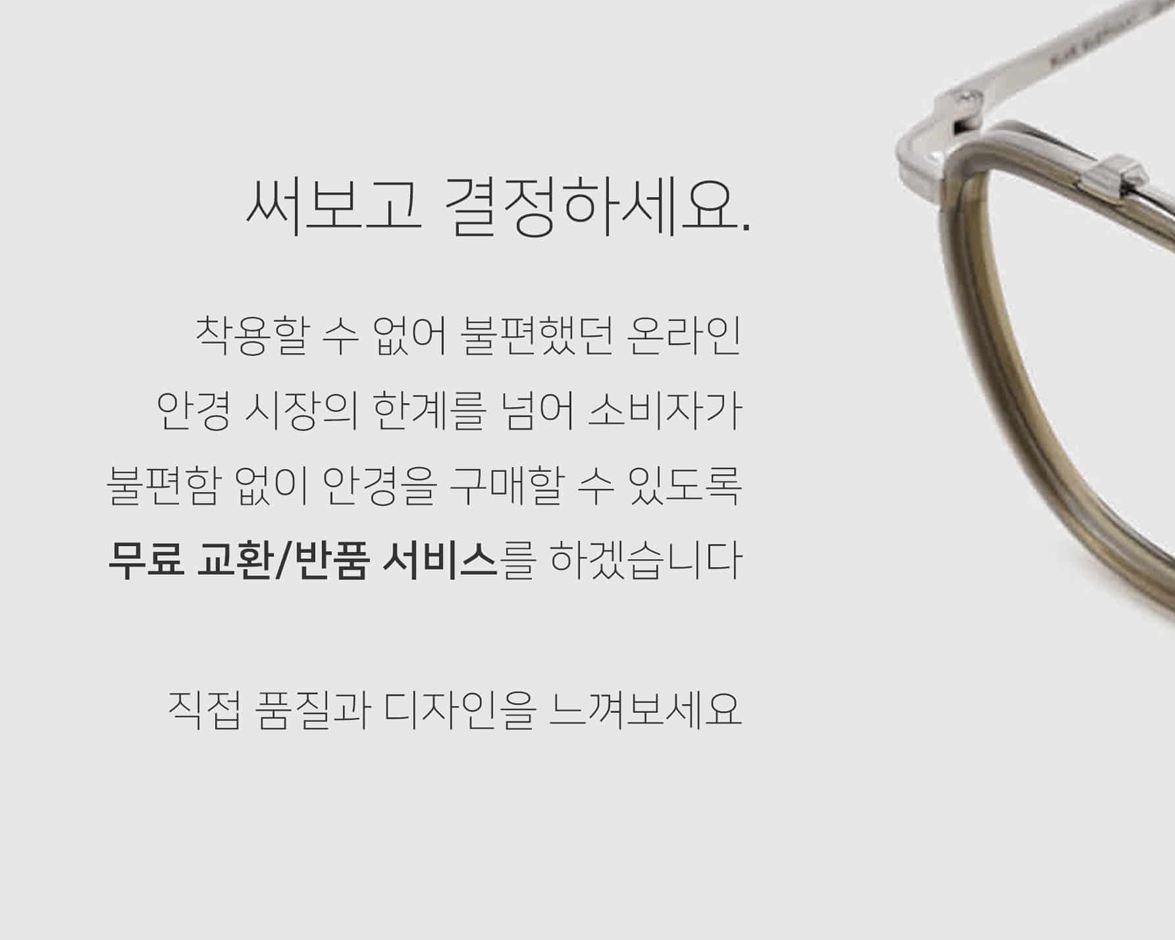 써보고 결정하세요.
착용할 수 없어 불편했던 온라인
안경 시장의 한계를 넘어 소비자가
불편함 없이 안경을 구매할 수 있도록
무료 교환/반품 서비스를 하겠습니다
직접 품질과 디자인을 느껴보세요